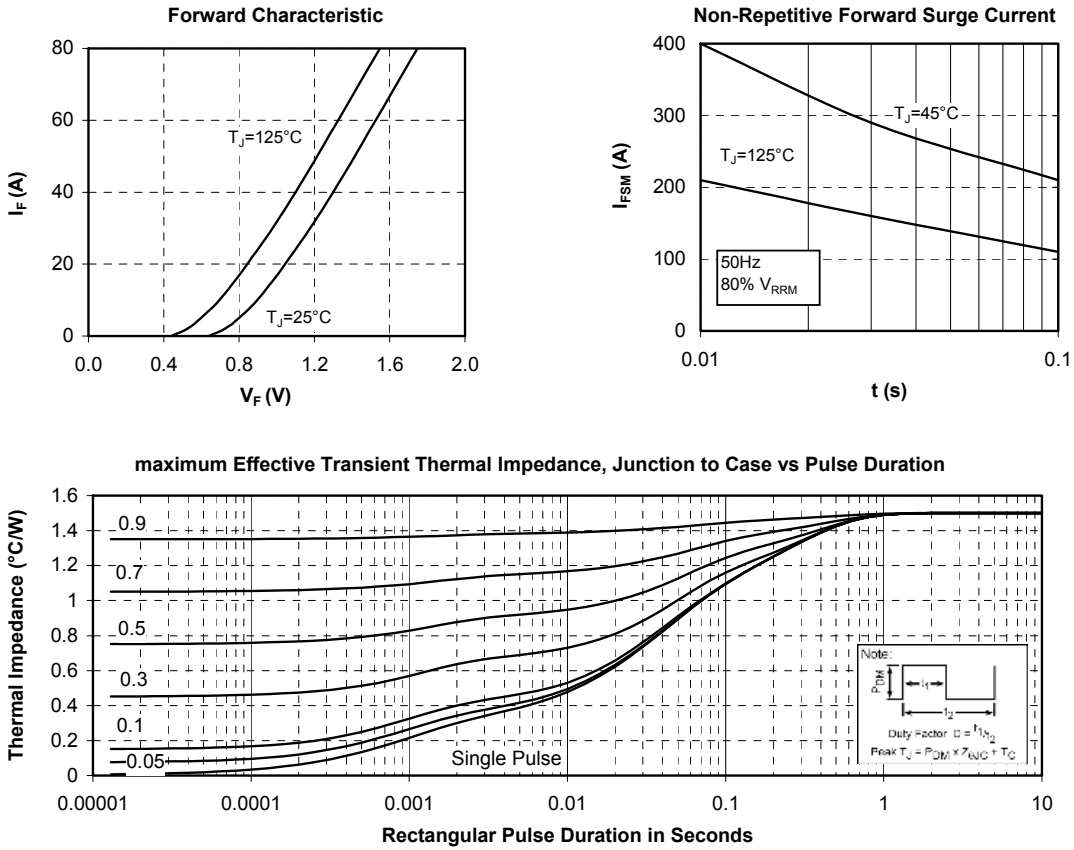 Forward Characteristic
80
60
40
20
0
I_F (A)
T_J=125°C
T_J=25°C
0.0 0.4 0.8 1.2 1.6 2.0
V_F (V)
Non-Repetitive Forward Surge Current
400
300
200
100
0
I_FSM (A)
T_J=45°C
T_J=125°C
50Hz
80% V_RRM
0.01 0.1
t (s)
maximum Effective Transient Thermal Impedance, Junction to Case vs Pulse Duration
1.6
1.4
1.2
1
0.8
0.6
0.4
0.2
0
Thermal Impedance (°C/W)
0.9
0.7
0.5
0.3
0.1
0.05
Single Pulse
Note:
P_DM
t_1
t_2
Duty Factor D = t_1/t_2
Peak T_J = P_DM x Z_θJC + T_C
0.00001 0.0001 0.001 0.01 0.1 1 10
Rectangular Pulse Duration in Seconds